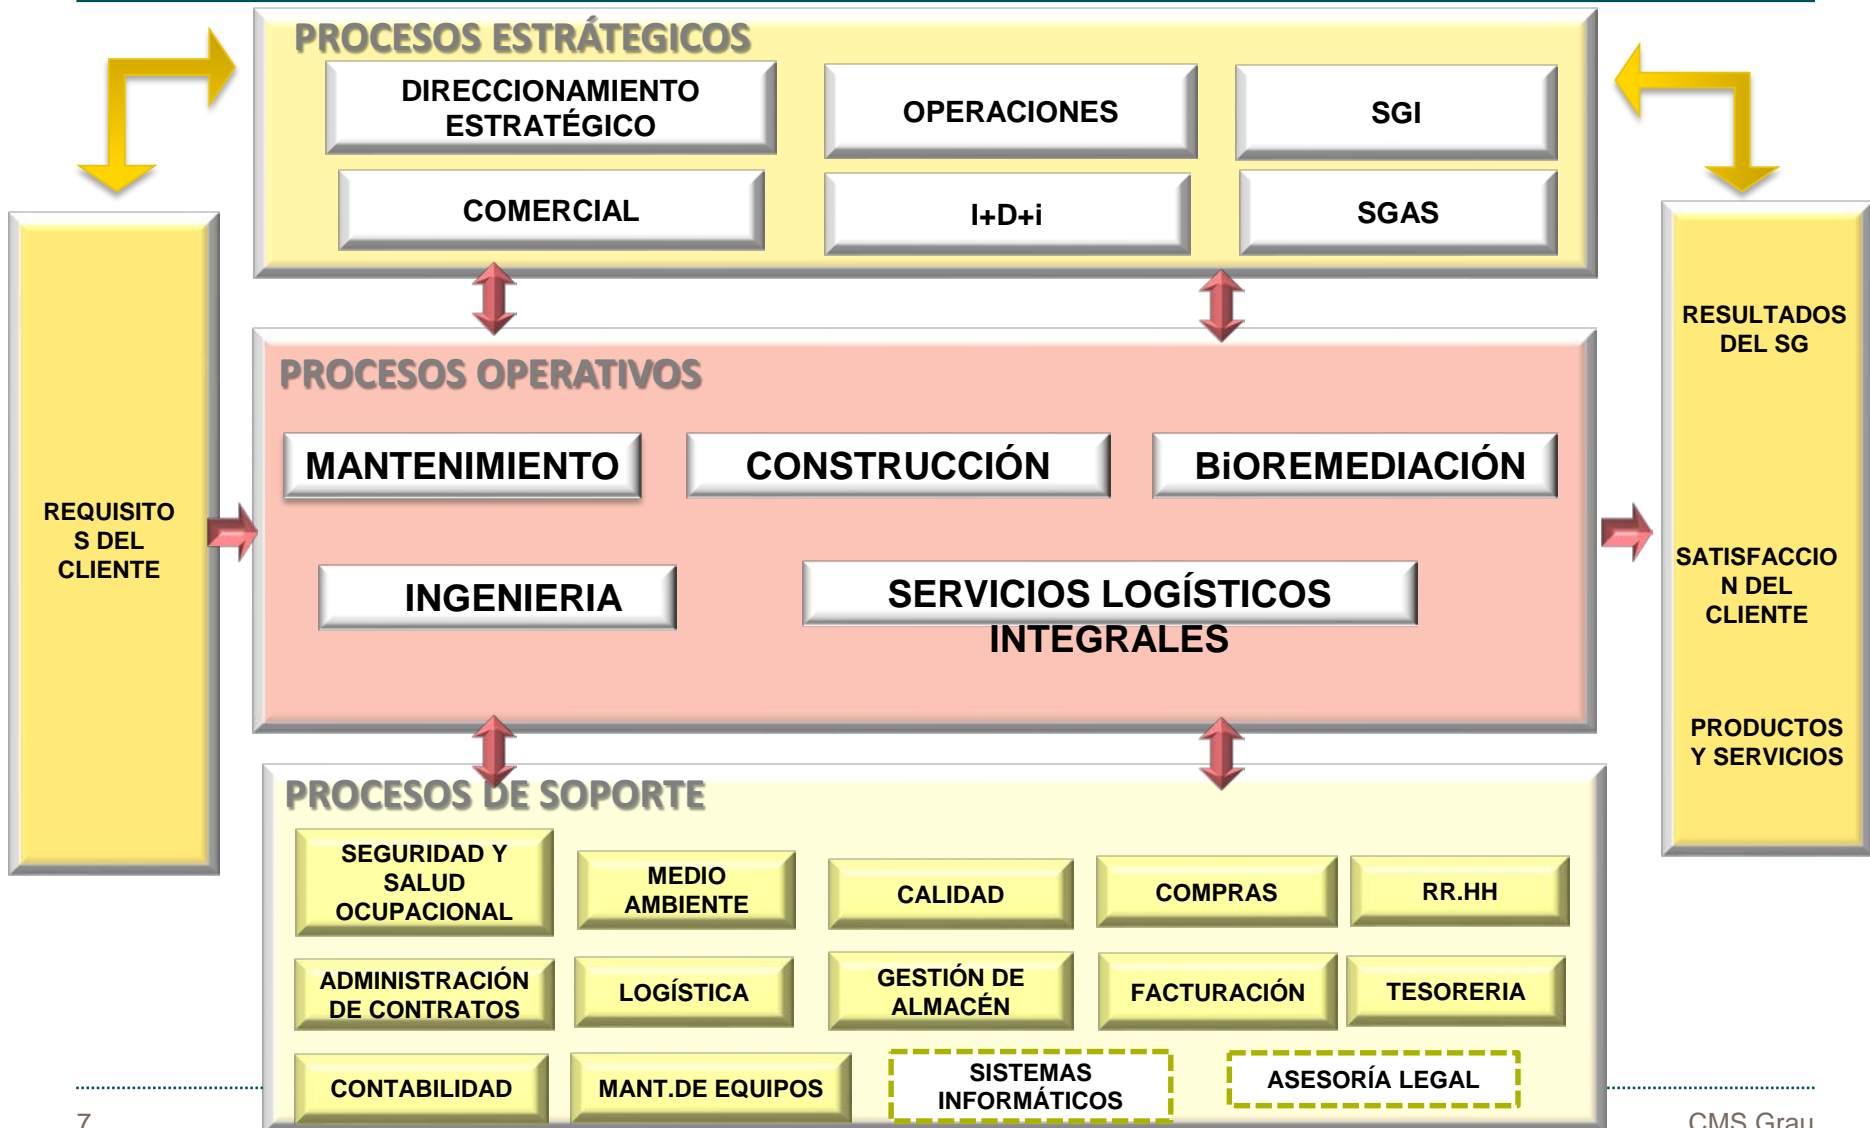 PROCESOS ESTRÁTEGICOS
DIRECCIONAMIENTO
ESTRATÉGICO
OPERACIONES
SGI
COMERCIAL
I+D+i
SGAS
REQUISITO
S DEL
CLIENTE
PROCESOS OPERATIVOS
MANTENIMIENTO
CONSTRUCCIÓN
BiOREMEDIACIÓN
INGENIERIA
SERVICIOS LOGÍSTICOS
INTEGRALES
RESULTADOS
DEL SG
SATISFACCIO
N DEL
CLIENTE
PRODUCTOS
Y SERVICIOS
PROCESOS DE SOPORTE
SEGURIDAD Y
SALUD
OCUPACIONAL
MEDIO
AMBIENTE
CALIDAD
COMPRAS
RR.HH
ADMINISTRACIÓN
DE CONTRATOS
LOGÍSTICA
GESTIÓN DE
ALMACÉN
FACTURACIÓN
TESORERIA
CONTABILIDAD
MANT.DE EQUIPOS
SISTEMAS
INFORMÁTICOS
ASESORÍA LEGAL
7
CMS Grau